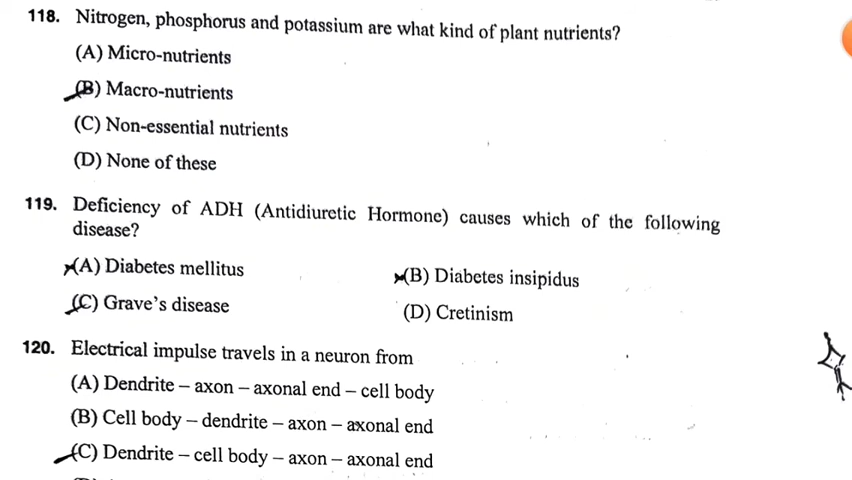 118. Nitrogen, phosphorus and potassium are what kind of plant nutrients?
(A) Micro-nutrients
(B) Macro-nutrients
(C) Non-essential nutrients
(D) None of these
119. Deficiency of ADH (Antidiuretic Hormone) causes which of the following
disease?
(A) Diabetes mellitus (B) Diabetes insipidus
(C) Grave's disease (D) Cretinism
120. Electrical impulse travels in a neuron from
(A) Dendrite – axon – axonal end – cell body
(B) Cell body – dendrite – axon – axonal end
(C) Dendrite – cell body – axon – axonal end